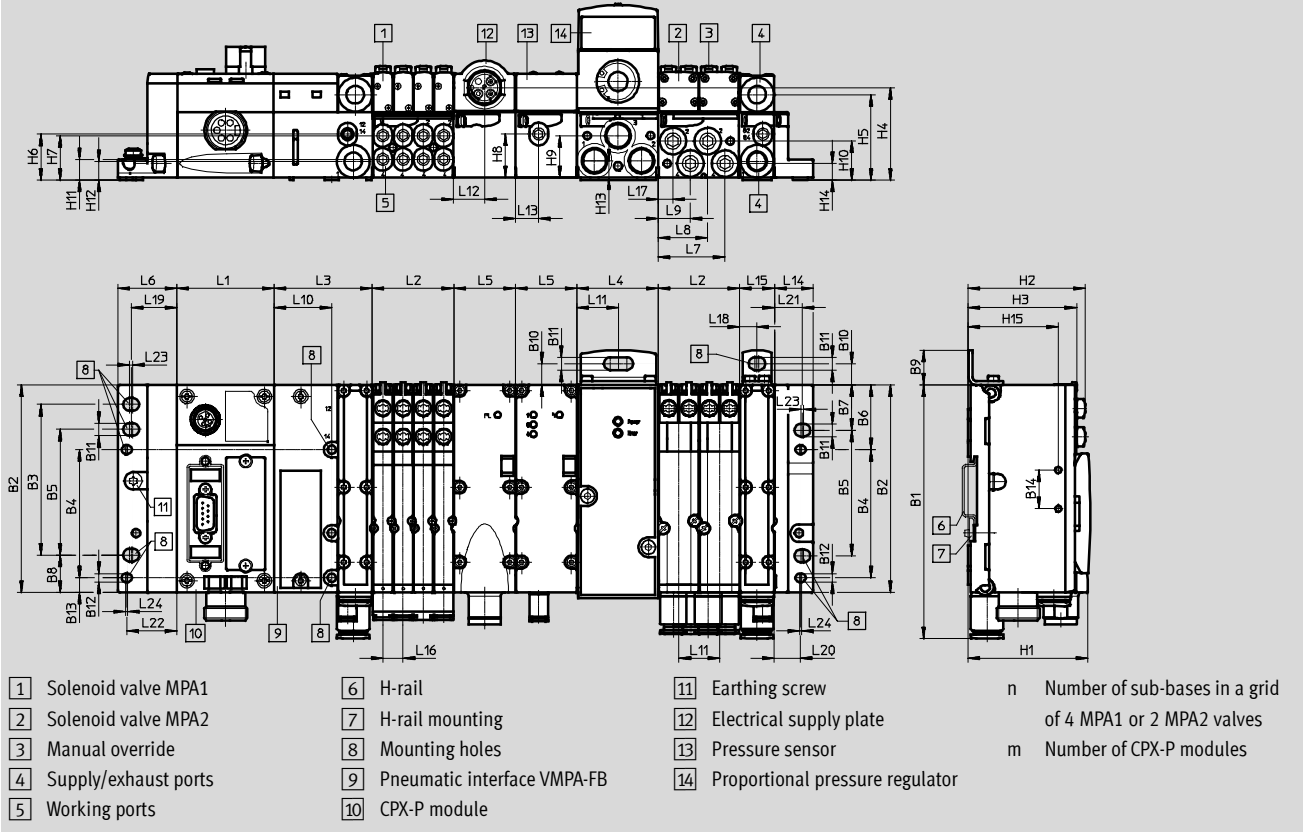 1 12 13 14 2 3 4
H6 H7 H11 H12 H8 H9 H13 H10 H14 H5 H4
L12 L13 L17 L9 L8 L7
5 4
L6 L1 L3 L2 L5 L5 L4 L2 L15 L14
L19 L10 L11 L18 L21
H2
H3
H15
B10 B11 8 B11 B10
L23 8 8
B9
B2 B3 B5 B4 B11 B8 B12 B13
L23 B7 B6 B11 B5 B4 B2 B12
B1 B14
11
6
7
12
14
L24 L22 10 9 8 L16 L11 L24 L20 8 H1
1 Solenoid valve MPA1
2 Solenoid valve MPA2
3 Manual override
4 Supply/exhaust ports
5 Working ports
6 H-rail
7 H-rail mounting
8 Mounting holes
9 Pneumatic interface VMPA-FB
10 CPX-P module
11 Earthing screw
12 Electrical supply plate
13 Pressure sensor
14 Proportional pressure regulator
n Number of sub-bases in a grid
of 4 MPA1 or 2 MPA2 valves
m Number of CPX-P modules